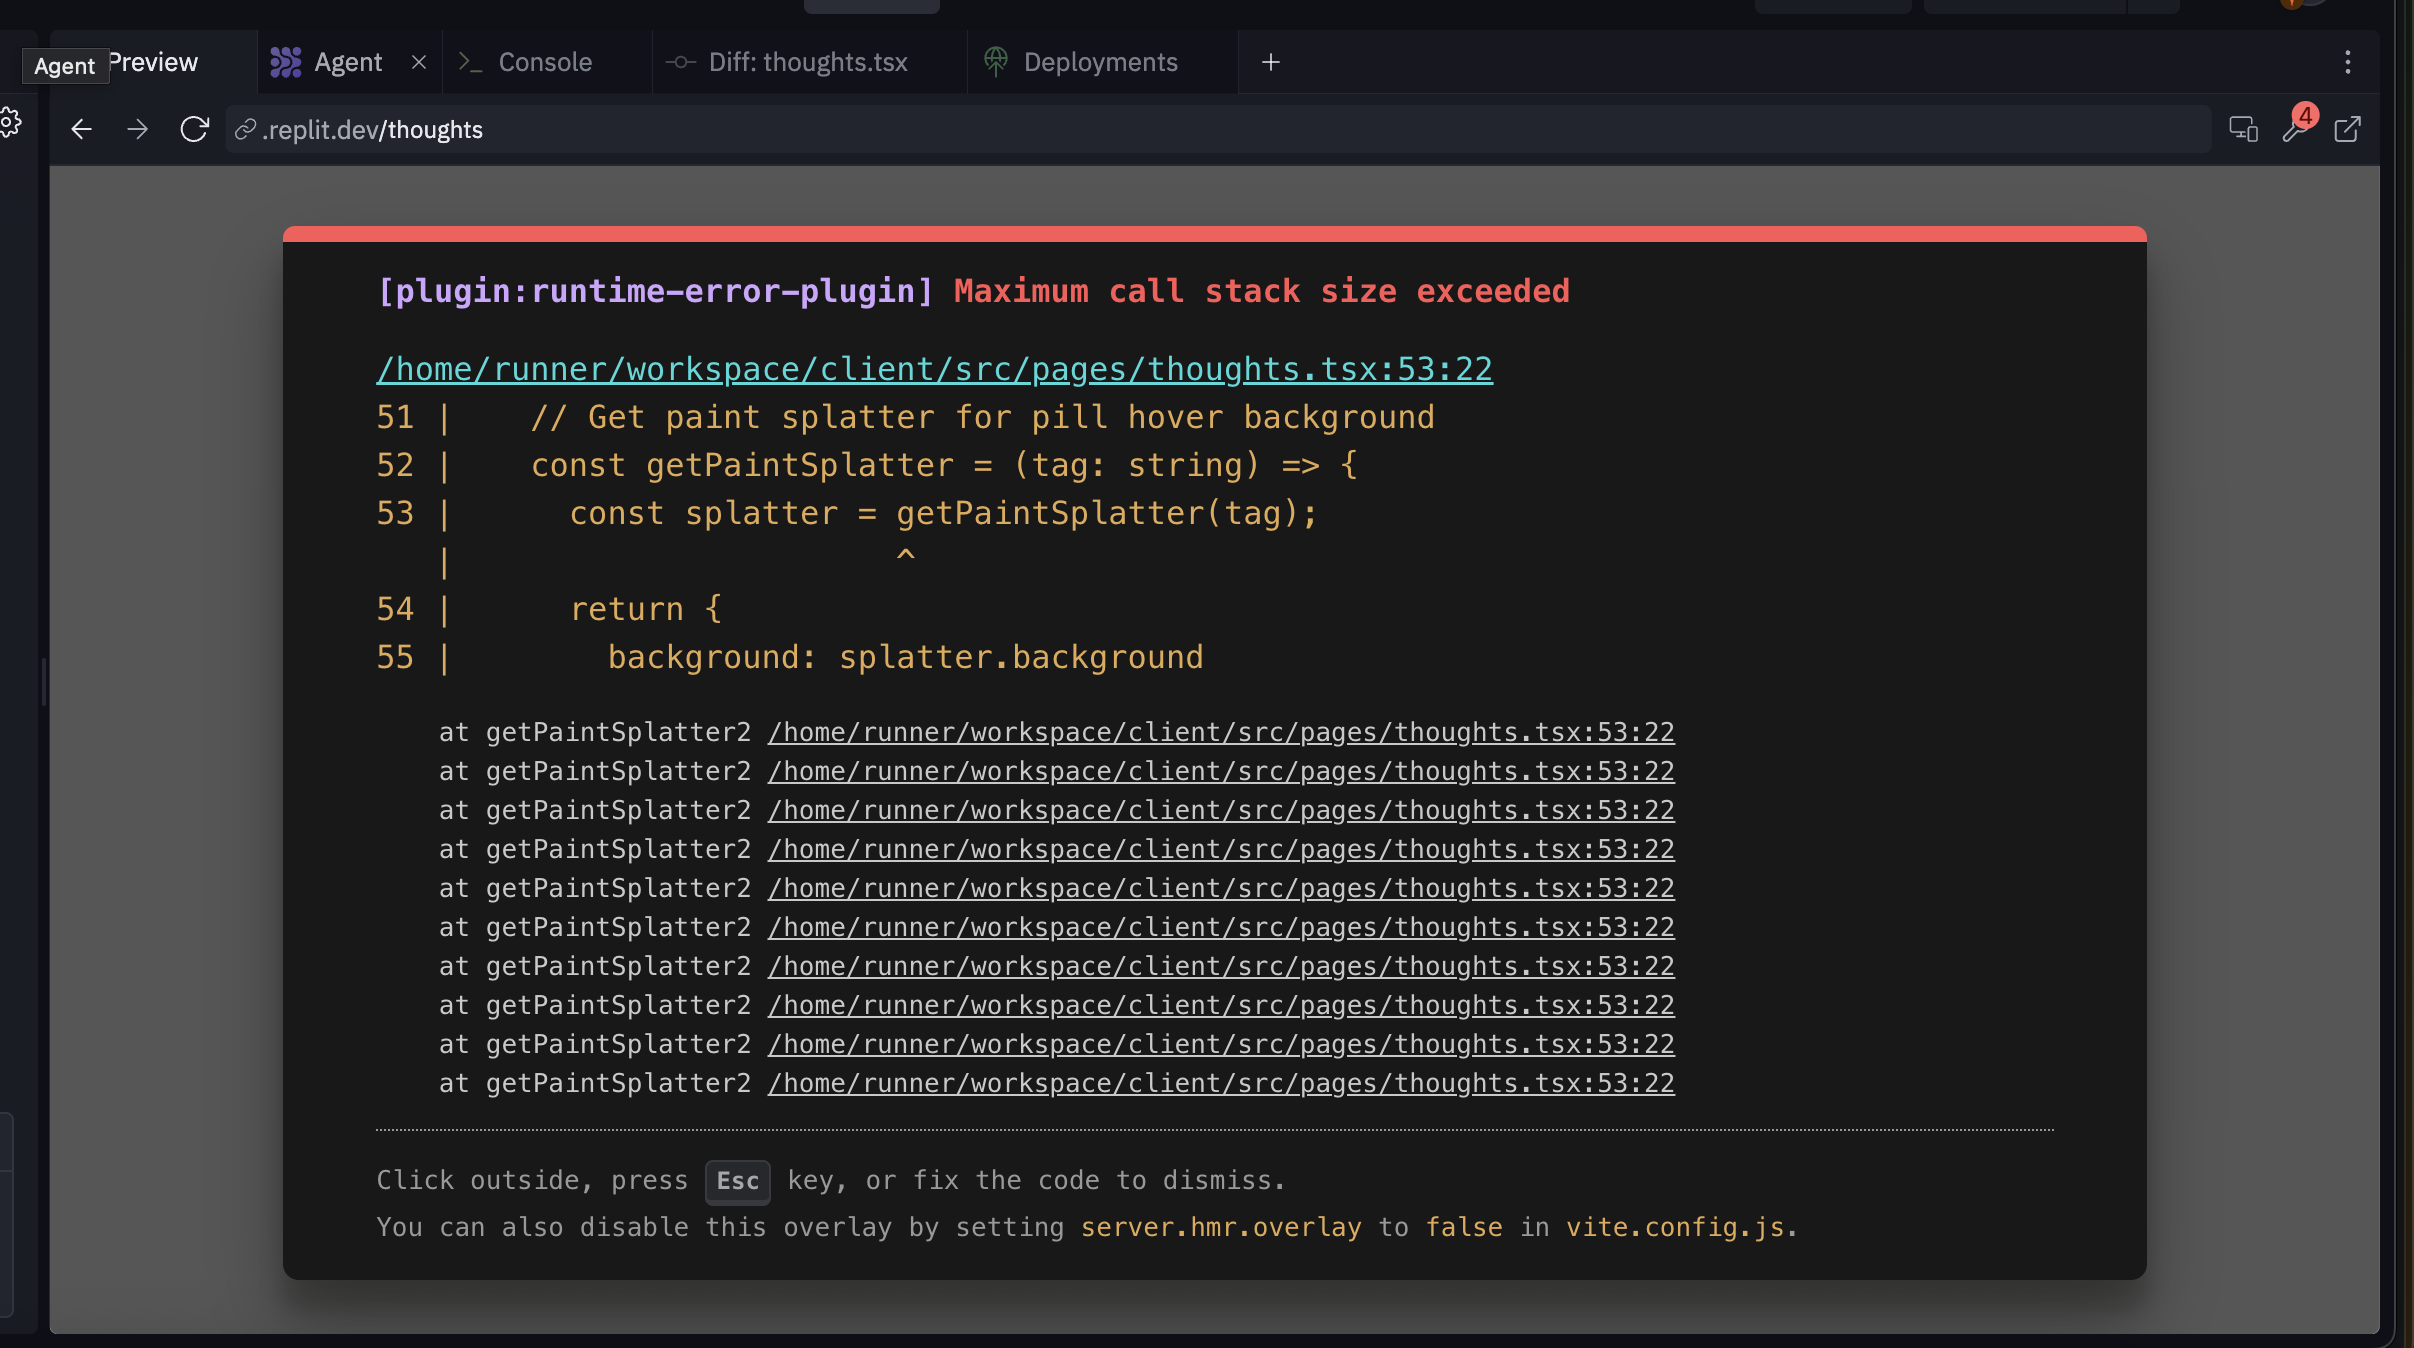 Agent
Preview
Agent
Console
Diff: thoughts.tsx
Deployments
.replit.dev/thoughts
4
[plugin:runtime-error-plugin] Maximum call stack size exceeded
/home/runner/workspace/client/src/pages/thoughts.tsx:53:22
51 |    // Get paint splatter for pill hover background
52 |    const getPaintSplatter = (tag: string) => {
53 |      const splatter = getPaintSplatter(tag);
   |                       ^
54 |      return {
55 |        background: splatter.background
at getPaintSplatter2 /home/runner/workspace/client/src/pages/thoughts.tsx:53:22
at getPaintSplatter2 /home/runner/workspace/client/src/pages/thoughts.tsx:53:22
at getPaintSplatter2 /home/runner/workspace/client/src/pages/thoughts.tsx:53:22
at getPaintSplatter2 /home/runner/workspace/client/src/pages/thoughts.tsx:53:22
at getPaintSplatter2 /home/runner/workspace/client/src/pages/thoughts.tsx:53:22
at getPaintSplatter2 /home/runner/workspace/client/src/pages/thoughts.tsx:53:22
at getPaintSplatter2 /home/runner/workspace/client/src/pages/thoughts.tsx:53:22
at getPaintSplatter2 /home/runner/workspace/client/src/pages/thoughts.tsx:53:22
at getPaintSplatter2 /home/runner/workspace/client/src/pages/thoughts.tsx:53:22
at getPaintSplatter2 /home/runner/workspace/client/src/pages/thoughts.tsx:53:22
Click outside, press Esc key, or fix the code to dismiss.
You can also disable this overlay by setting server.hmr.overlay to false in vite.config.js.